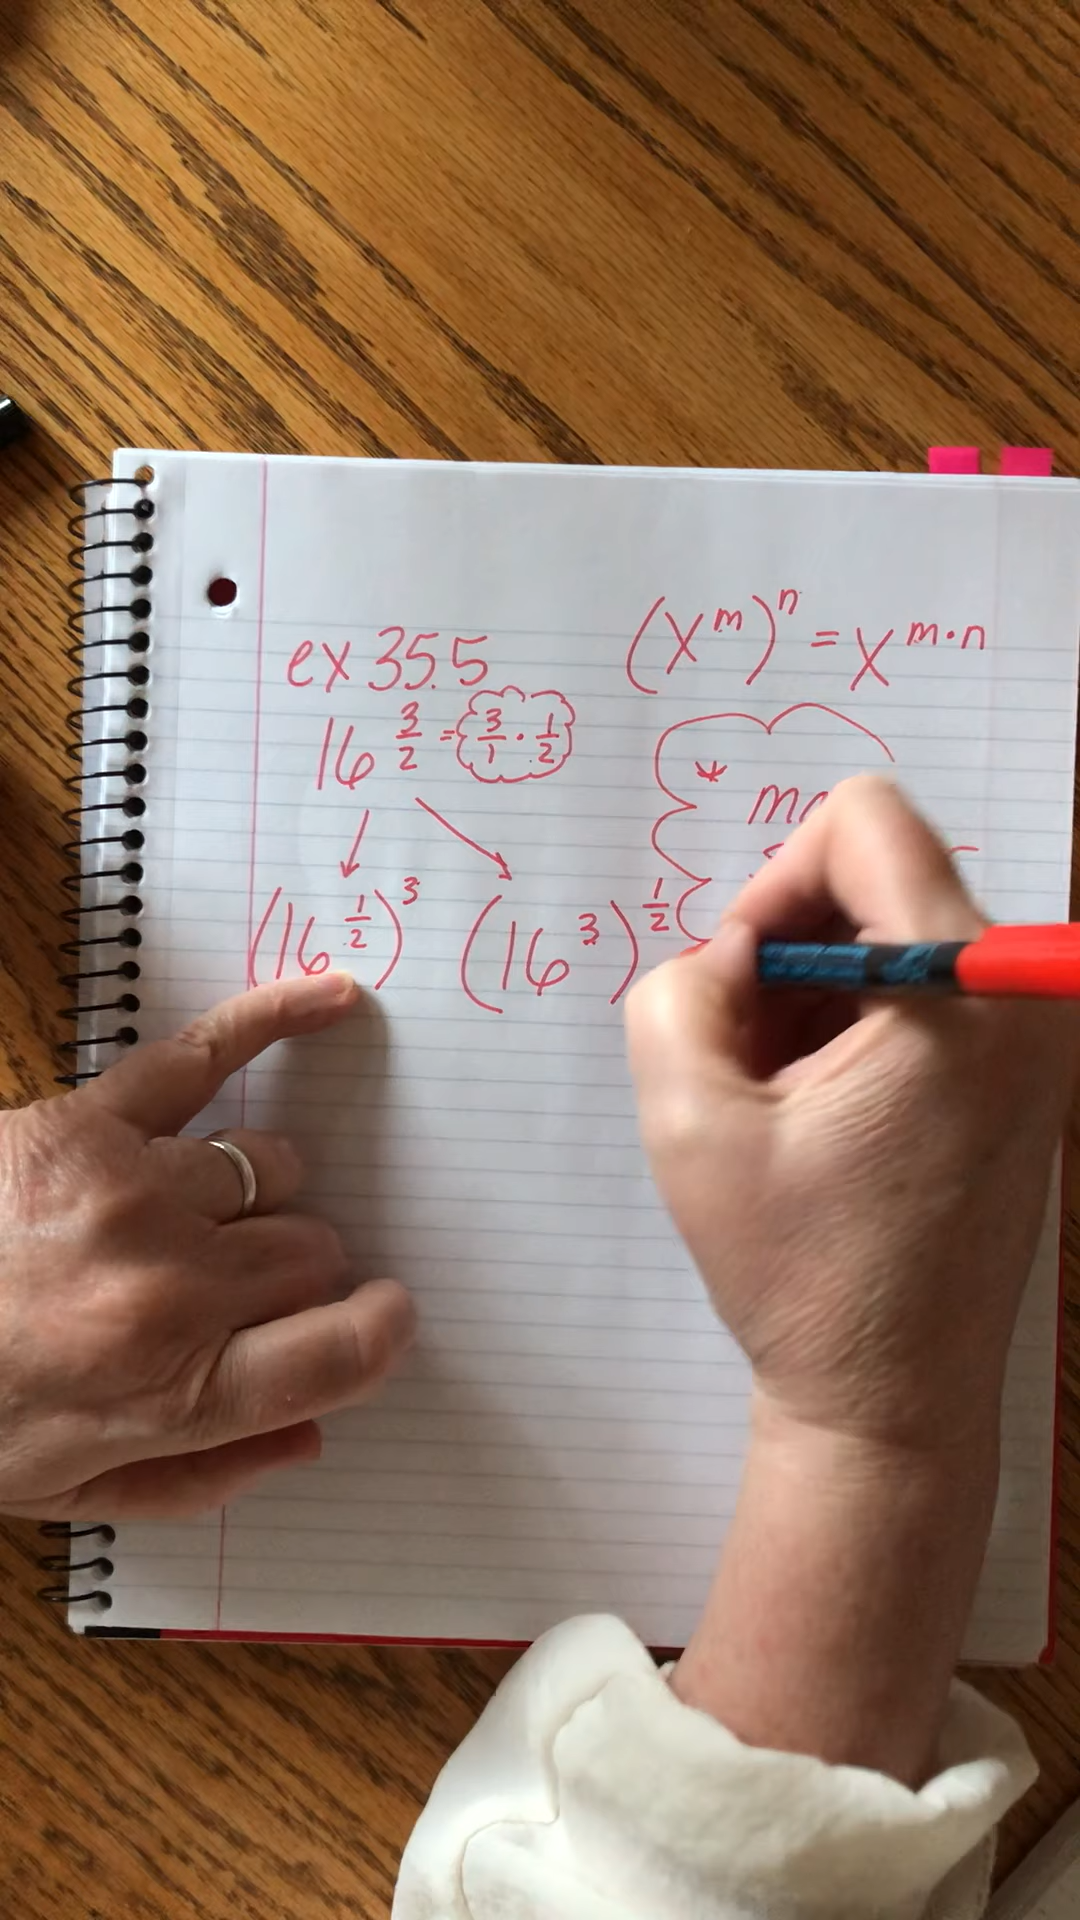 ex 35.5
(x^m)^n = x^{m·n}
16^{3/2} = 3/1 · 1/2
*
(16^{1/2})^3 (16^3)^{1/2}